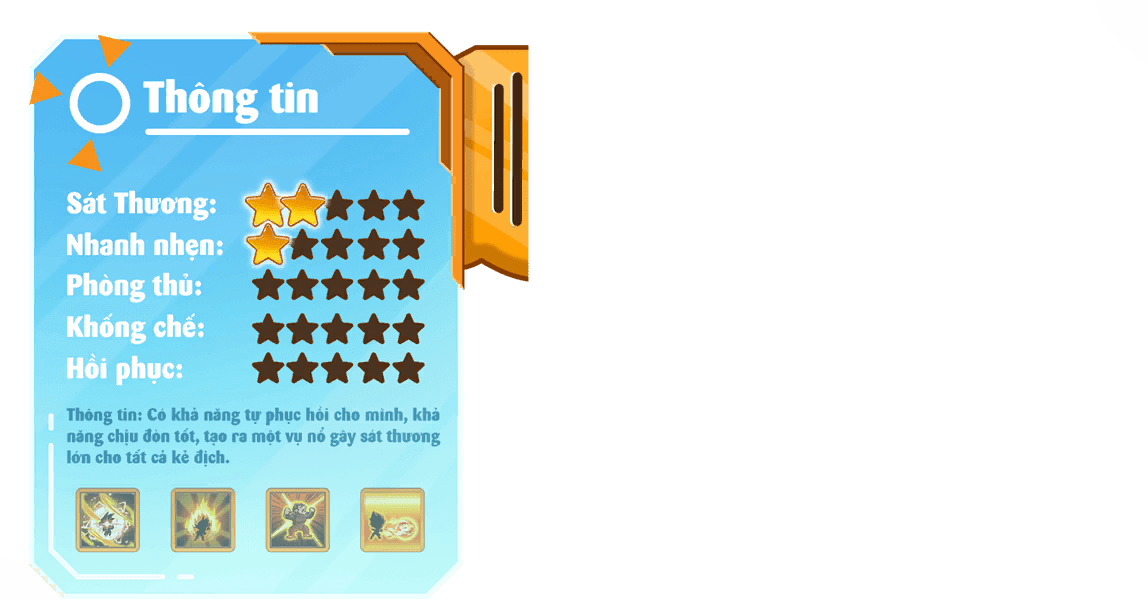 Thông tin
Sát Thương:
Nhanh nhẹn:
Phòng thủ:
Khống chế:
Hồi phục:
Thông tin: Có khả năng tự phục hồi cho mình, khả
năng chịu đòn tốt, tạo ra một vụ nổ gây sát thương
lớn cho tất cả kẻ địch.